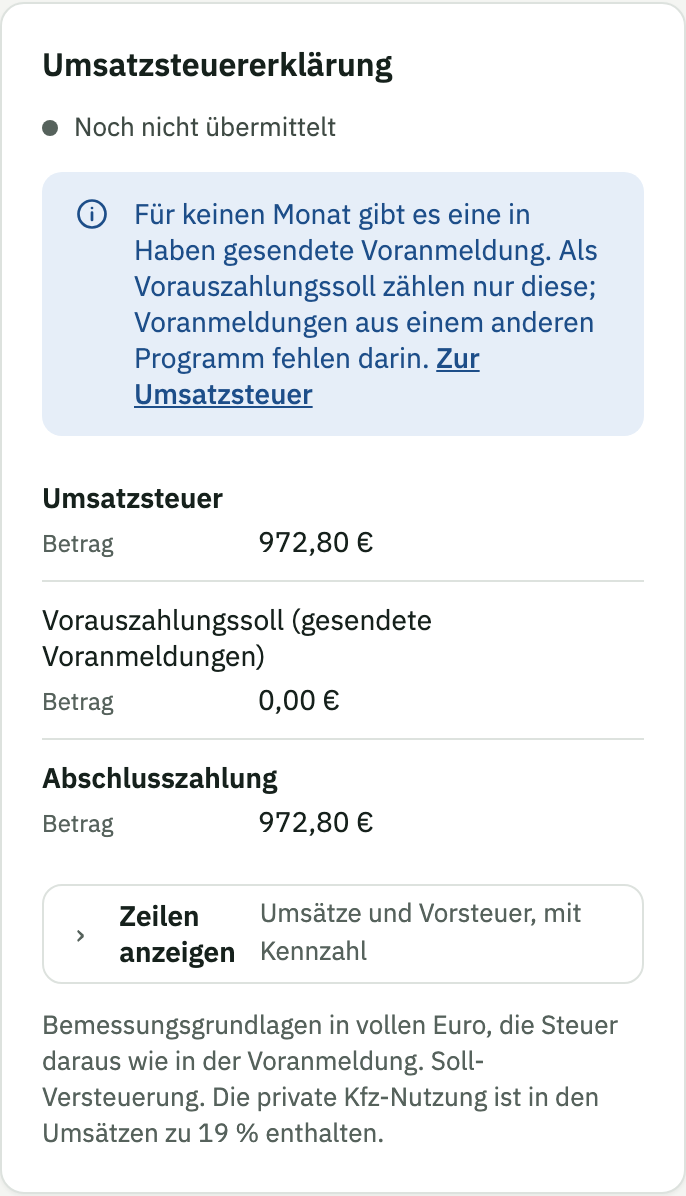 Umsatzsteuererklärung
Noch nicht übermittelt
Für keinen Monat gibt es eine in
Haben gesendete Voranmeldung. Als
Vorauszahlungssoll zählen nur diese;
Voranmeldungen aus einem anderen
Programm fehlen darin. Zur
Umsatzsteuer
Umsatzsteuer
Betrag 972,80 €
Vorauszahlungssoll (gesendete
Voranmeldungen)
Betrag 0,00 €
Abschlusszahlung
Betrag 972,80 €
Zeilen
anzeigen
Umsätze und Vorsteuer, mit
Kennzahl
Bemessungsgrundlagen in vollen Euro, die Steuer
daraus wie in der Voranmeldung. Soll-
Versteuerung. Die private Kfz-Nutzung ist in den
Umsätzen zu 19 % enthalten.